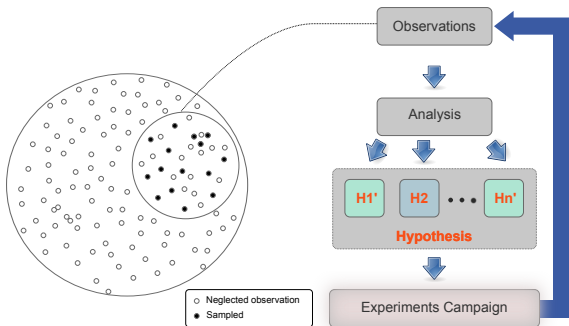 Observations
Analysis
H1' H2 • • • Hn'
Hypothesis
Experiments Campaign
Neglected observation
Sampled